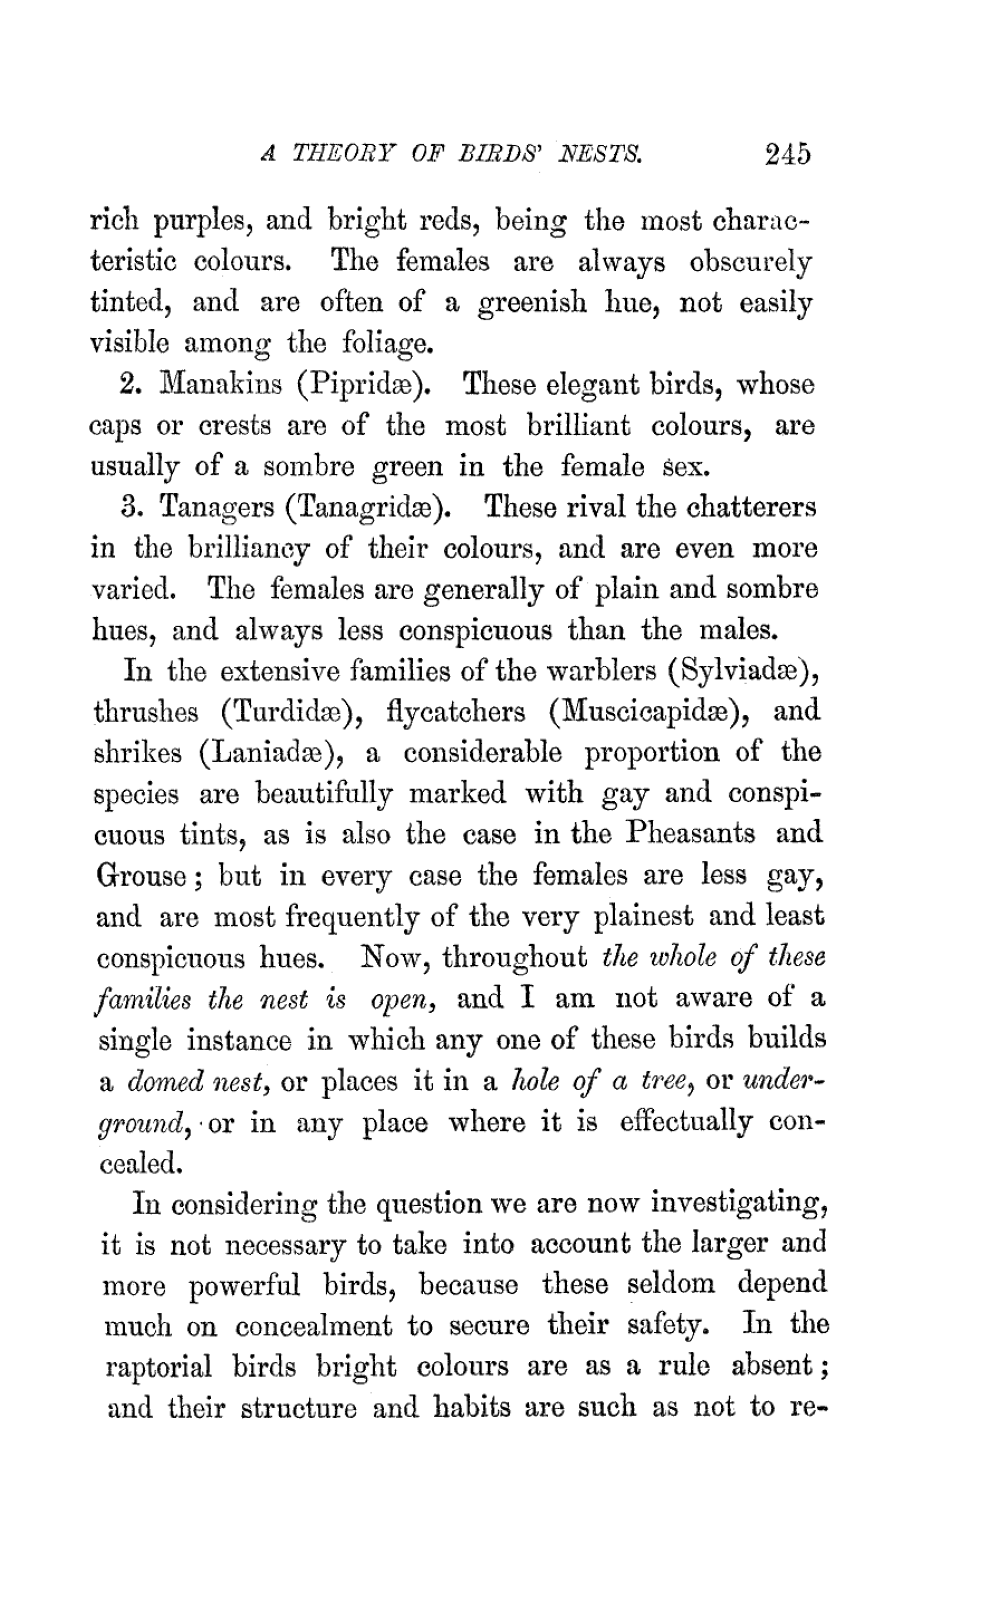 A THEORY OF BIRDS' NESTS. 245
rich purples, and bright reds, being the most charac-
teristic colours. The females are always obscurely
tinted, and are often of a greenish hue, not easily
visible among the foliage.
2. Manakins (Pipridæ). These elegant birds, whose
caps or crests are of the most brilliant colours, are
usually of a sombre green in the female sex.
3. Tanagers (Tanagridæ). These rival the chatterers
in the brilliancy of their colours, and are even more
varied. The females are generally of plain and sombre
hues, and always less conspicuous than the males.
In the extensive families of the warblers (Sylviadæ),
thrushes (Turdidæ), flycatchers (Muscicapidæ), and
shrikes (Laniadæ), a considerable proportion of the
species are beautifully marked with gay and conspi-
cuous tints, as is also the case in the Pheasants and
Grouse; but in every case the females are less gay,
and are most frequently of the very plainest and least
conspicuous hues. Now, throughout the whole of these
families the nest is open, and I am not aware of a
single instance in which any one of these birds builds
a domed nest, or places it in a hole of a tree, or under-
ground, or in any place where it is effectually con-
cealed.
In considering the question we are now investigating,
it is not necessary to take into account the larger and
more powerful birds, because these seldom depend
much on concealment to secure their safety. In the
raptorial birds bright colours are as a rule absent;
and their structure and habits are such as not to re-